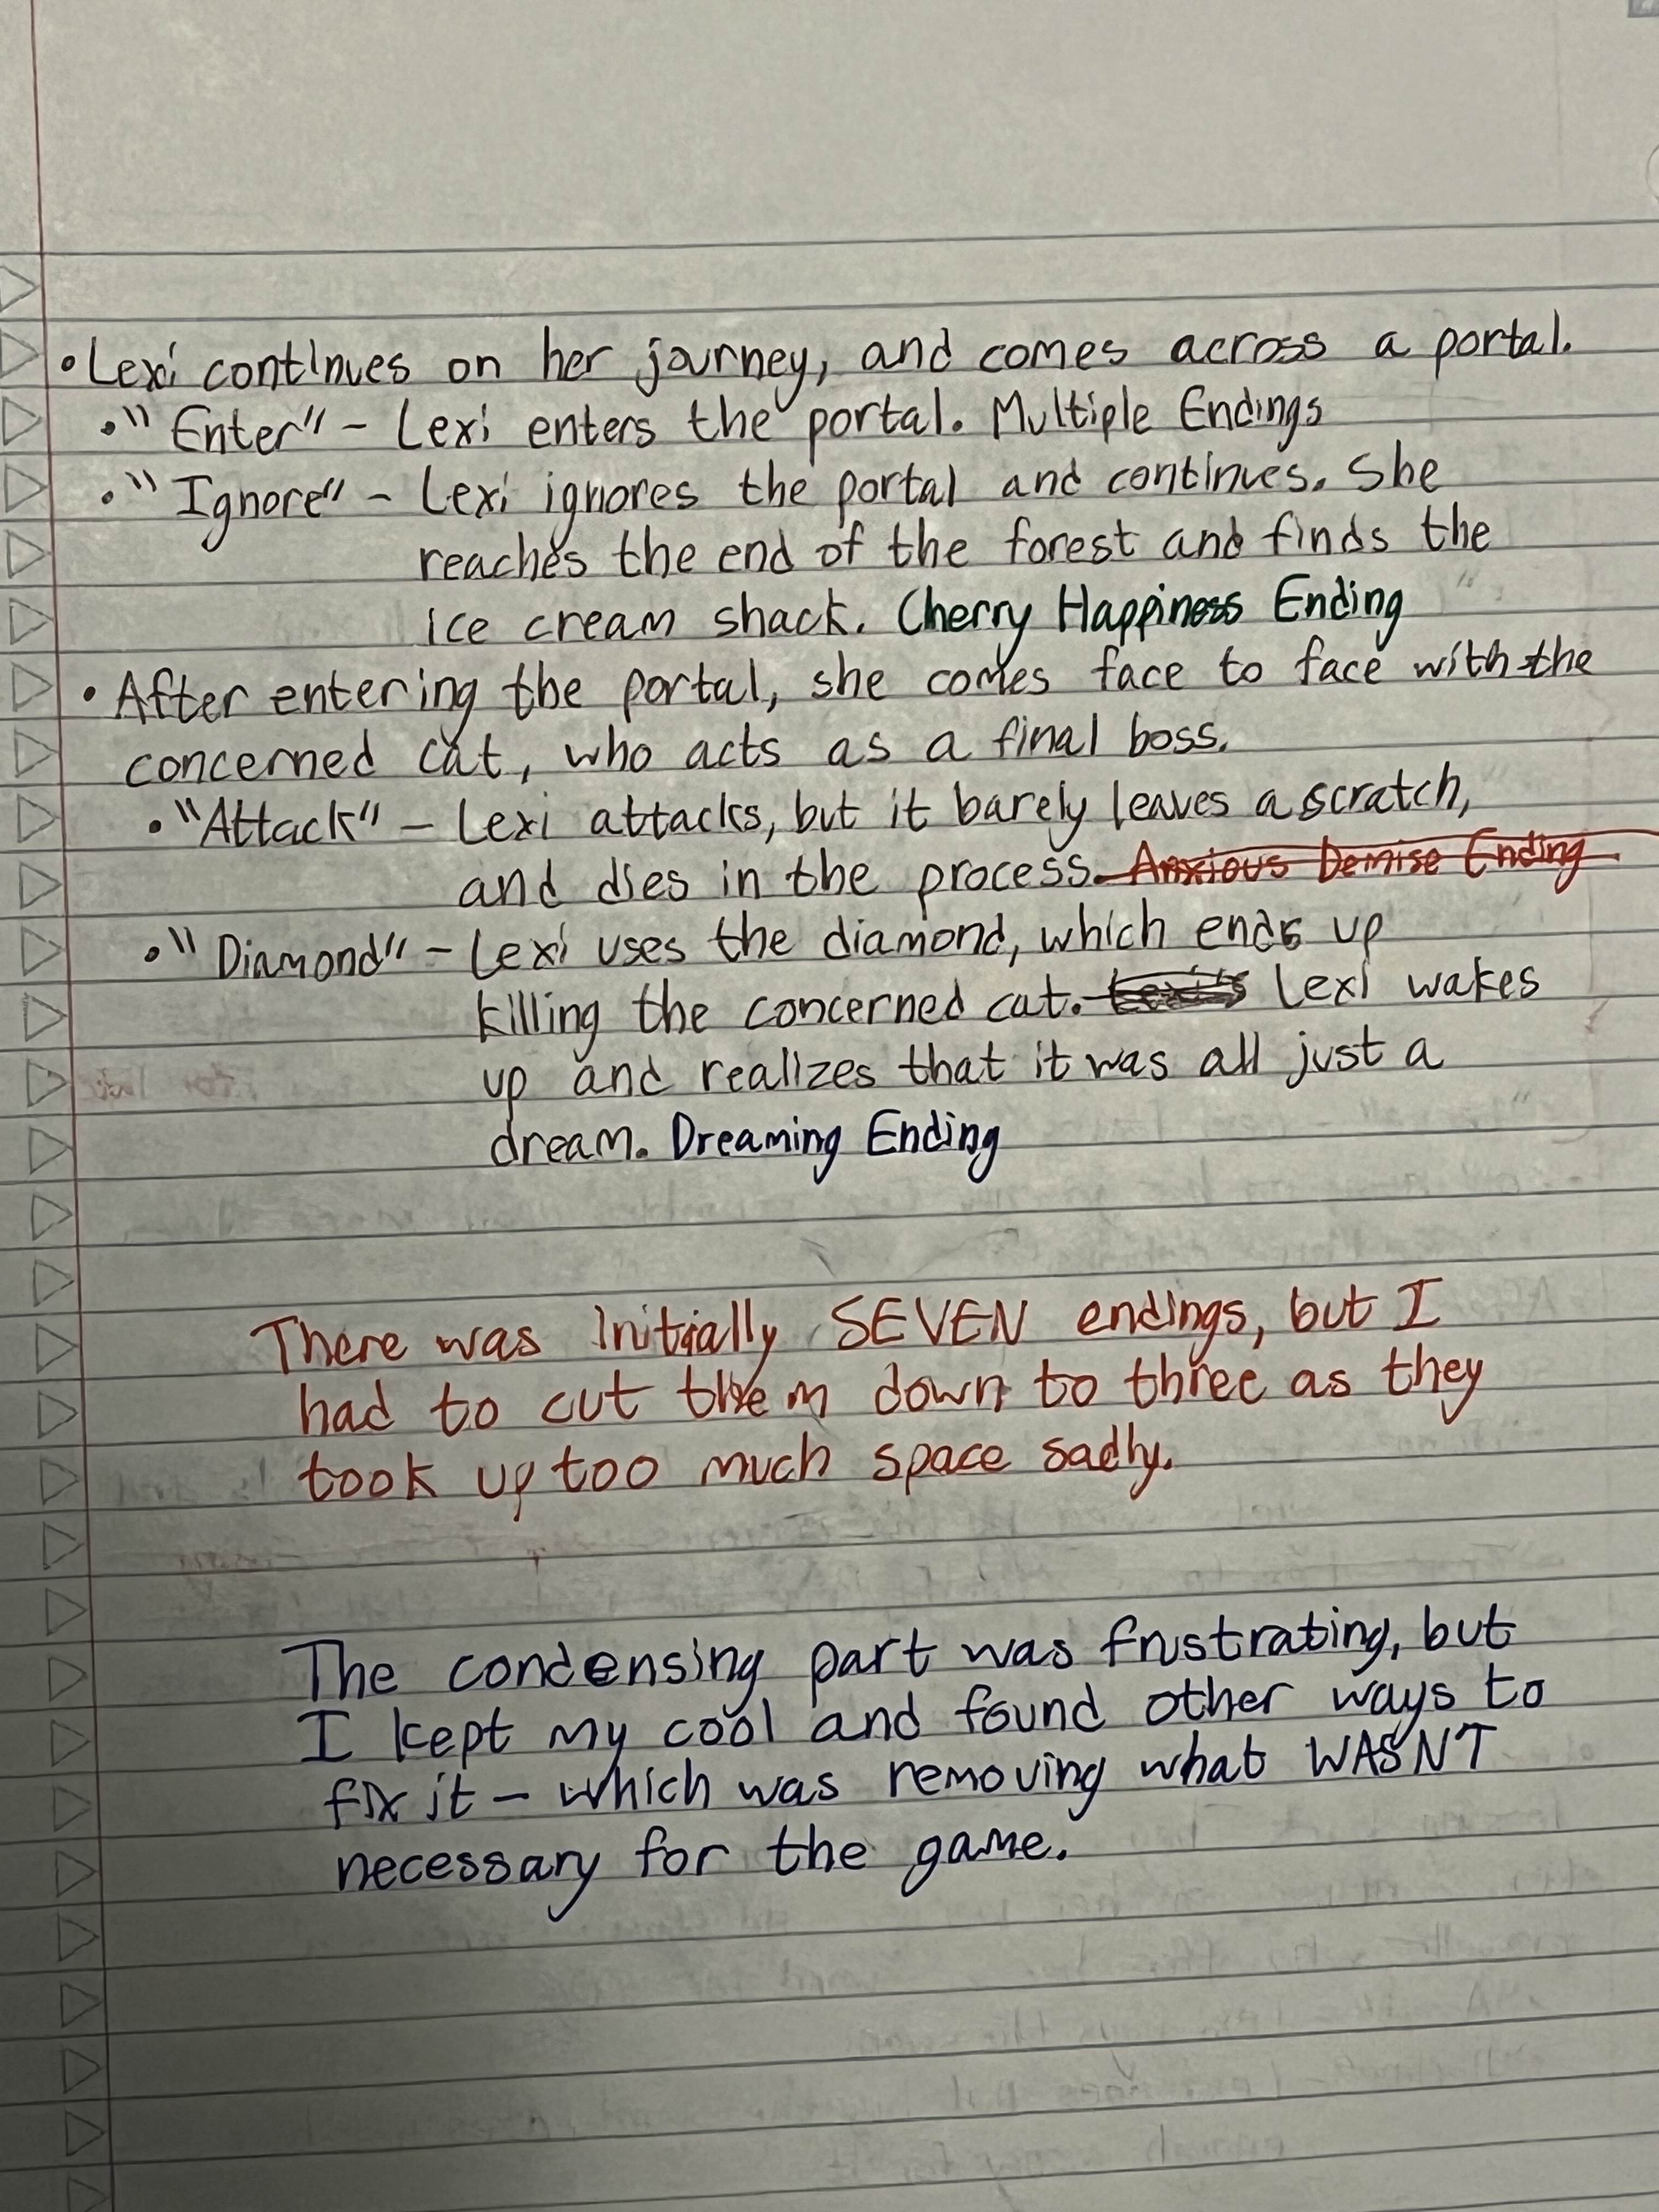 •Lexi continues on her journey, and comes across a portal.
•"Enter" - Lexi enters the portal. Multiple Endings
•"Ignore" - Lexi ignores the portal and continues. She
reaches the end of the forest and finds the
ice cream shack. Cherry Happiness Ending
•After entering the portal, she comes face to face with the
concerned cat, who acts as a final boss.
•"Attack" - Lexi attacks, but it barely leaves a scratch,
and dies in the process. Anxious Demise Ending
•"Diamond" - Lexi uses the diamond, which ends up
killing the concerned cat. Lexi wakes
up and realizes that it was all just a
dream. Dreaming Ending
There was initially SEVEN endings, but I
had to cut them down to three as they
took up too much space sadly.
The condensing part was frustrating, but
I kept my cool and found other ways to
fix it - which was removing what WASNT
necessary for the game.